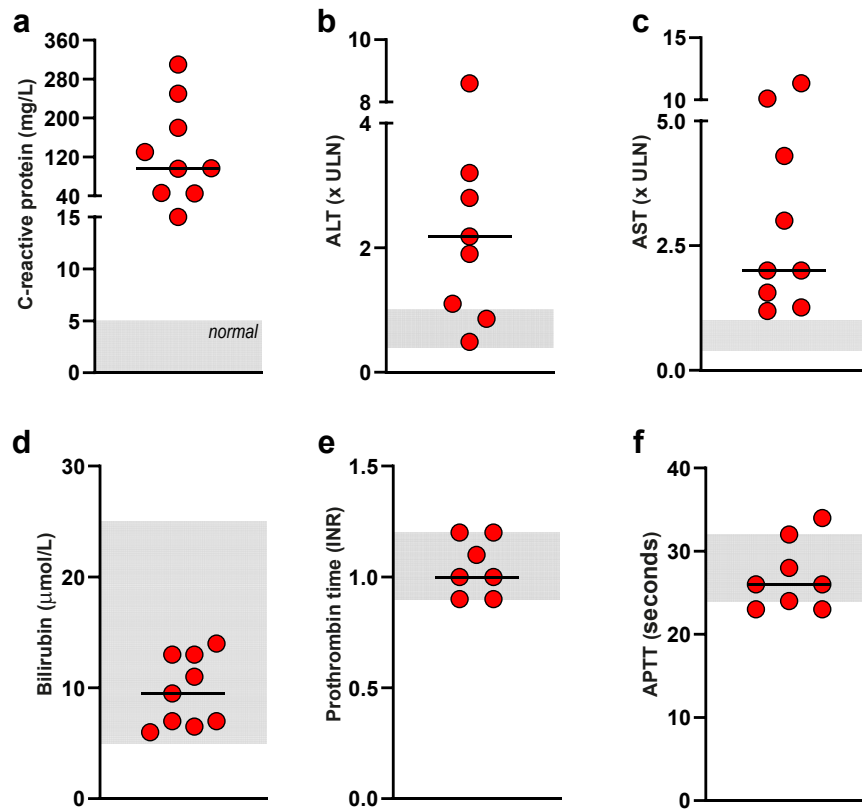 a
C-reactive protein (mg/L)
360
280
200
120
40
15
10
5
0
normal
b
ALT (x ULN)
10
8
4
2
0
c
AST (x ULN)
15
10
5.0
2.5
0.0
d
Bilirubin (μmol/L)
30
20
10
0
e
Prothrombin time (INR)
1.5
1.0
0.5
0.0
f
APTT (seconds)
40
30
20
10
0